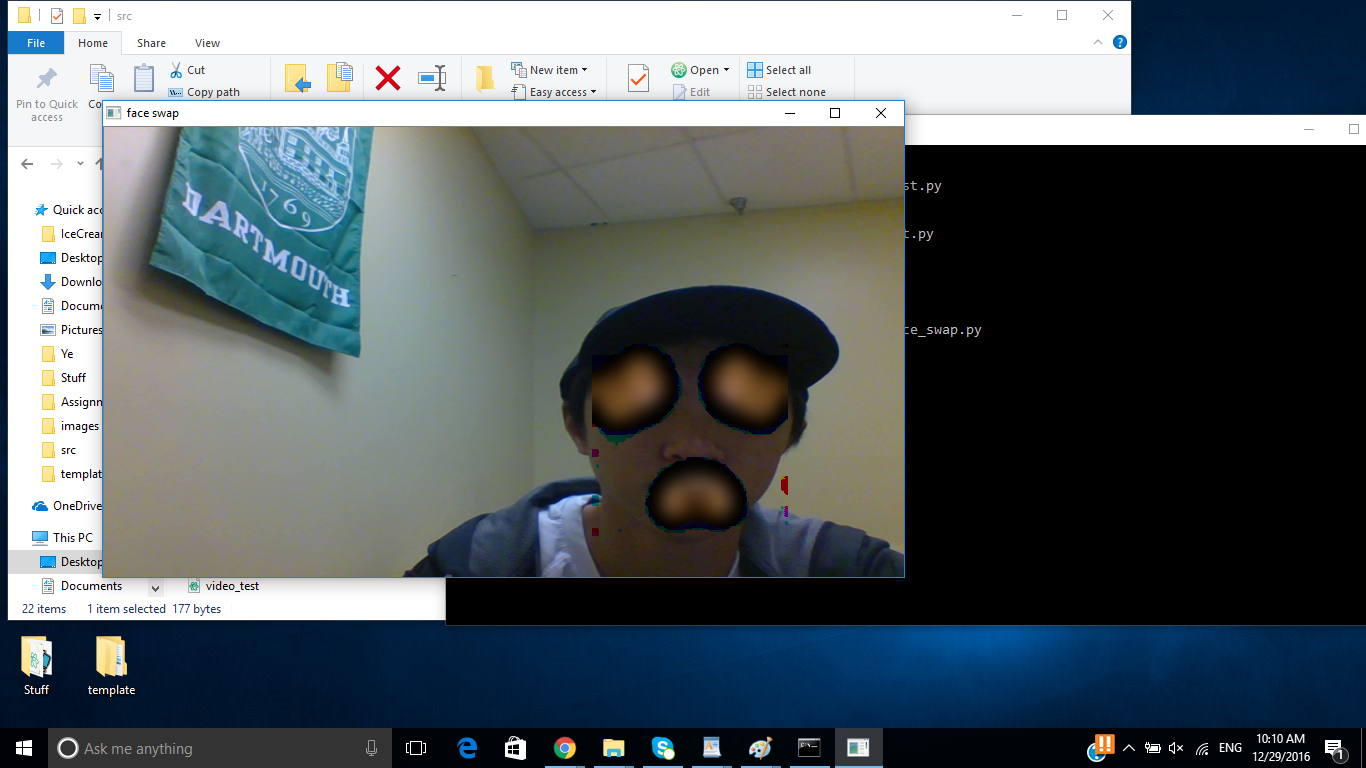 src
File Home Share View
Pin to Quick access
Cut
Copy path
New item
Easy access
Open
Edit
Select all
Select none
face swap
Quick acc
IceCrear
Desktop
Downlo
Docume
Pictures
Ye
Stuff
Assignn
images
src
templat
OneDrive
This PC
Desktop
Documents
video_test
22 items 1 item selected 177 bytes
1769
DARTMOUTH
st.py
t.py
ce_swap.py
Stuff
template
Ask me anything
ENG
10:10 AM
12/29/2016
1